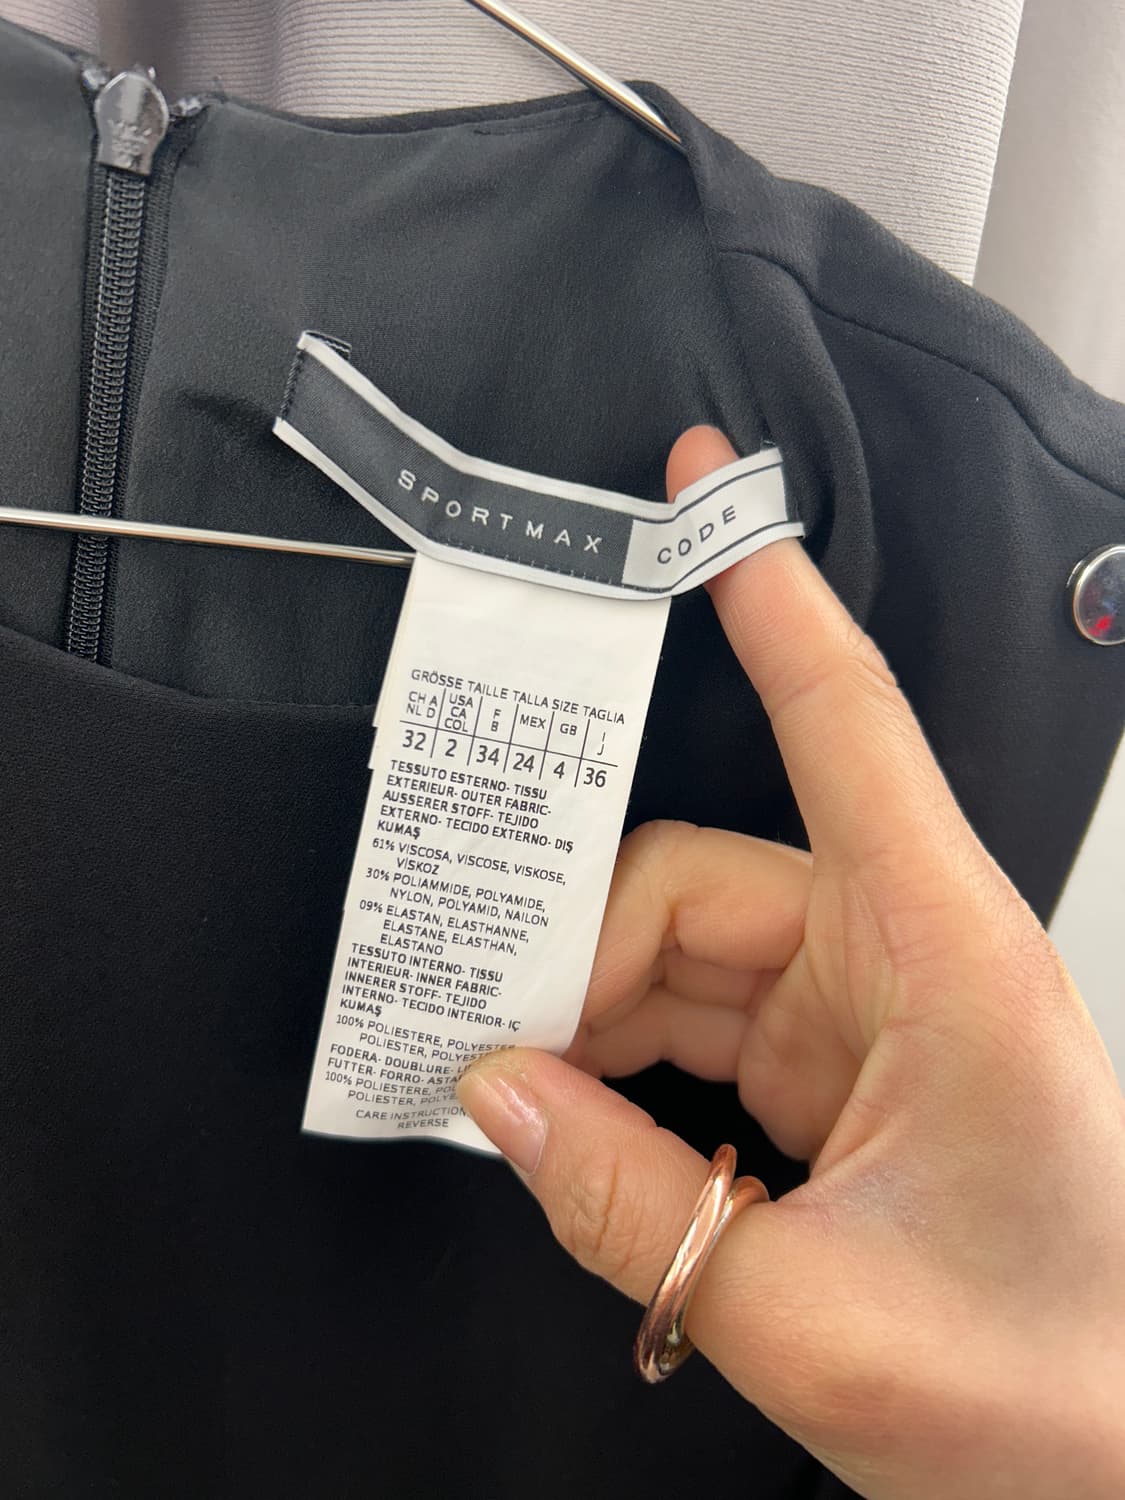 SPORTMAX CODE
GRÖSSE TAILLE TALLA SIZE TAGLIA
CH A USA F MEX GB I
NL D CA B J
COL
32 2 34 24 4 36
TESSUTO ESTERNO- TISSU
EXTERIEUR- OUTER FABRIC-
AUSSERER STOFF- TEJIDO
EXTERNO- TECIDO EXTERNO- DIŞ
KUMAŞ
61% VISCOSA, VISCOSE, VISKOSE,
VİSKOZ
30% POLIAMMIDE, POLYAMIDE,
NYLON, POLYAMID, NAILON
09% ELASTAN, ELASTHANNE,
ELASTANE, ELASTHAN,
ELASTANO
TESSUTO INTERNO- TISSU
INTERIEUR- INNER FABRIC-
INNERER STOFF- TEJIDO
INTERNO- TECIDO INTERIOR- IÇ
KUMAŞ
100% POLIESTERE, POLYESTER
POLIESTER,
FODERA- DOUBLURE-
FUTTER- FORRO-
100% POLIESTERE,
POLIESTER,
CARE INSTRUCTION
REVERSE